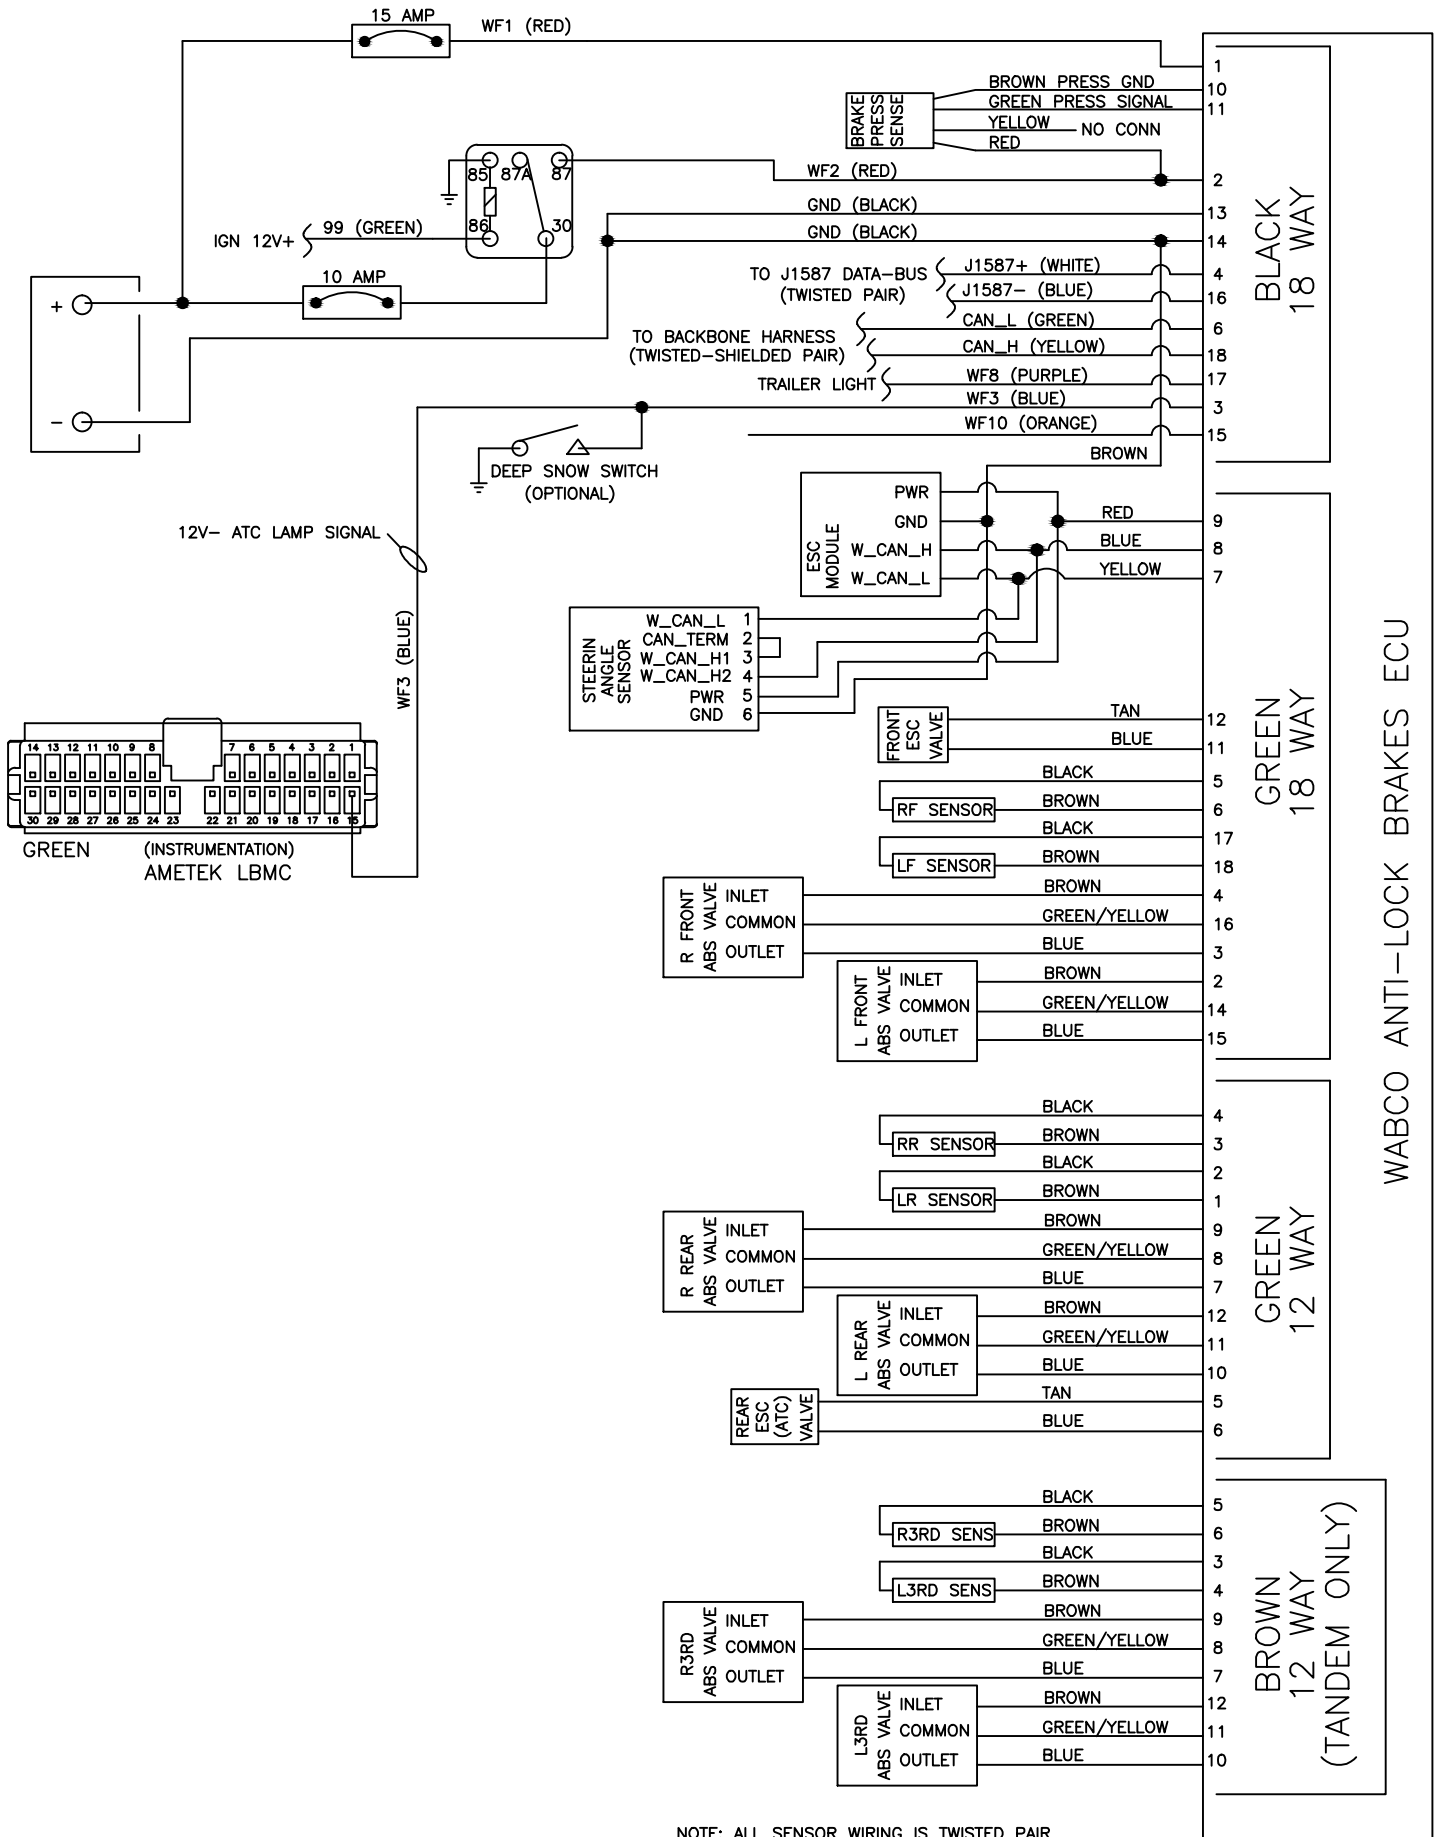 15 AMP
WF1 (RED)
1
BROWN PRESS GND
10
GREEN PRESS SIGNAL
11
YELLOW
NO CONN
RED
BRAKE
PRESS
SENSE
85
87A
87
86
30
WF2 (RED)
2
GND (BLACK)
13
GND (BLACK)
14
IGN 12V+
99 (GREEN)
10 AMP
+
−
TO J1587 DATA-BUS
(TWISTED PAIR)
J1587+ (WHITE)
4
J1587- (BLUE)
16
TO BACKBONE HARNESS
(TWISTED-SHIELDED PAIR)
CAN_L (GREEN)
6
CAN_H (YELLOW)
18
TRAILER LIGHT
WF8 (PURPLE)
17
WF3 (BLUE)
3
WF10 (ORANGE)
15
BROWN
BLACK
18 WAY
DEEP SNOW SWITCH
(OPTIONAL)
12V- ATC LAMP SIGNAL
WF3 (BLUE)
ESC
MODULE
PWR
GND
W_CAN_H
W_CAN_L
RED
9
BLUE
8
YELLOW
7
STEERIN
ANGLE
SENSOR
W_CAN_L 1
CAN_TERM 2
W_CAN_H1 3
W_CAN_H2 4
PWR 5
GND 6
14 13 12 11 10 9 8 7 6 5 4 3 2 1
30 29 28 27 26 25 24 23 22 21 20 19 18 17 16 15
GREEN
(INSTRUMENTATION)
AMETEK LBMC
FRONT
ESC
VALVE
TAN
12
BLUE
11
BLACK
5
RF SENSOR
BROWN
6
BLACK
17
LF SENSOR
BROWN
18
R FRONT
ABS VALVE
INLET
COMMON
OUTLET
BROWN
4
GREEN/YELLOW
16
BLUE
3
L FRONT
ABS VALVE
INLET
COMMON
OUTLET
BROWN
2
GREEN/YELLOW
14
BLUE
15
GREEN
18 WAY
WABCO ANTI-LOCK BRAKES ECU
BLACK
4
RR SENSOR
BROWN
3
BLACK
2
LR SENSOR
BROWN
1
R REAR
ABS VALVE
INLET
COMMON
OUTLET
BROWN
9
GREEN/YELLOW
8
BLUE
7
L REAR
ABS VALVE
INLET
COMMON
OUTLET
BROWN
12
GREEN/YELLOW
11
BLUE
10
REAR
ESC
(ATC)
VALVE
TAN
5
BLUE
6
GREEN
12 WAY
BLACK
5
R3RD SENS
BROWN
6
BLACK
3
L3RD SENS
BROWN
4
R3RD
ABS VALVE
INLET
COMMON
OUTLET
BROWN
9
GREEN/YELLOW
8
BLUE
7
L3RD
ABS VALVE
INLET
COMMON
OUTLET
BROWN
12
GREEN/YELLOW
11
BLUE
10
BROWN
12 WAY
(TANDEM ONLY)
NOTE: ALL SENSOR WIRING IS TWISTED PAIR